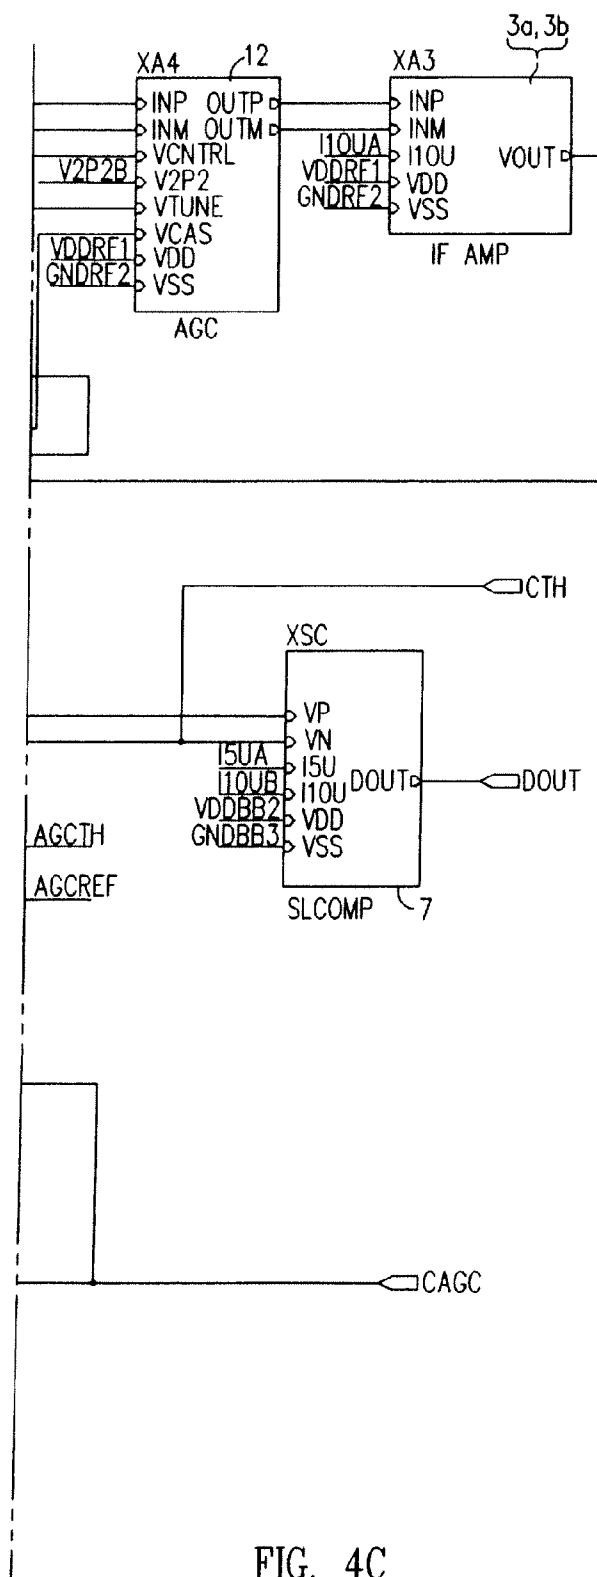 3a, 3b
XA4
12
XA3
INP OUTP
INM OUTM
VCNTRL
V2P2B
V2P2
VTUNE
VCAS
VDDRF1
VDD
GNDRF2
VSS
AGC
INP
INM
I10UA
I10U
VOUT
VDDRF1
VDD
GNDRF2
VSS
IF AMP
CTH
XSC
VP
VN
I5UA
I5U
DOUT
DOUT
I10UB
I10U
VDDBB2
VDD
GNDBB3
VSS
AGCTH
AGCREF
SLCOMP
7
CAGC
FIG. 4C